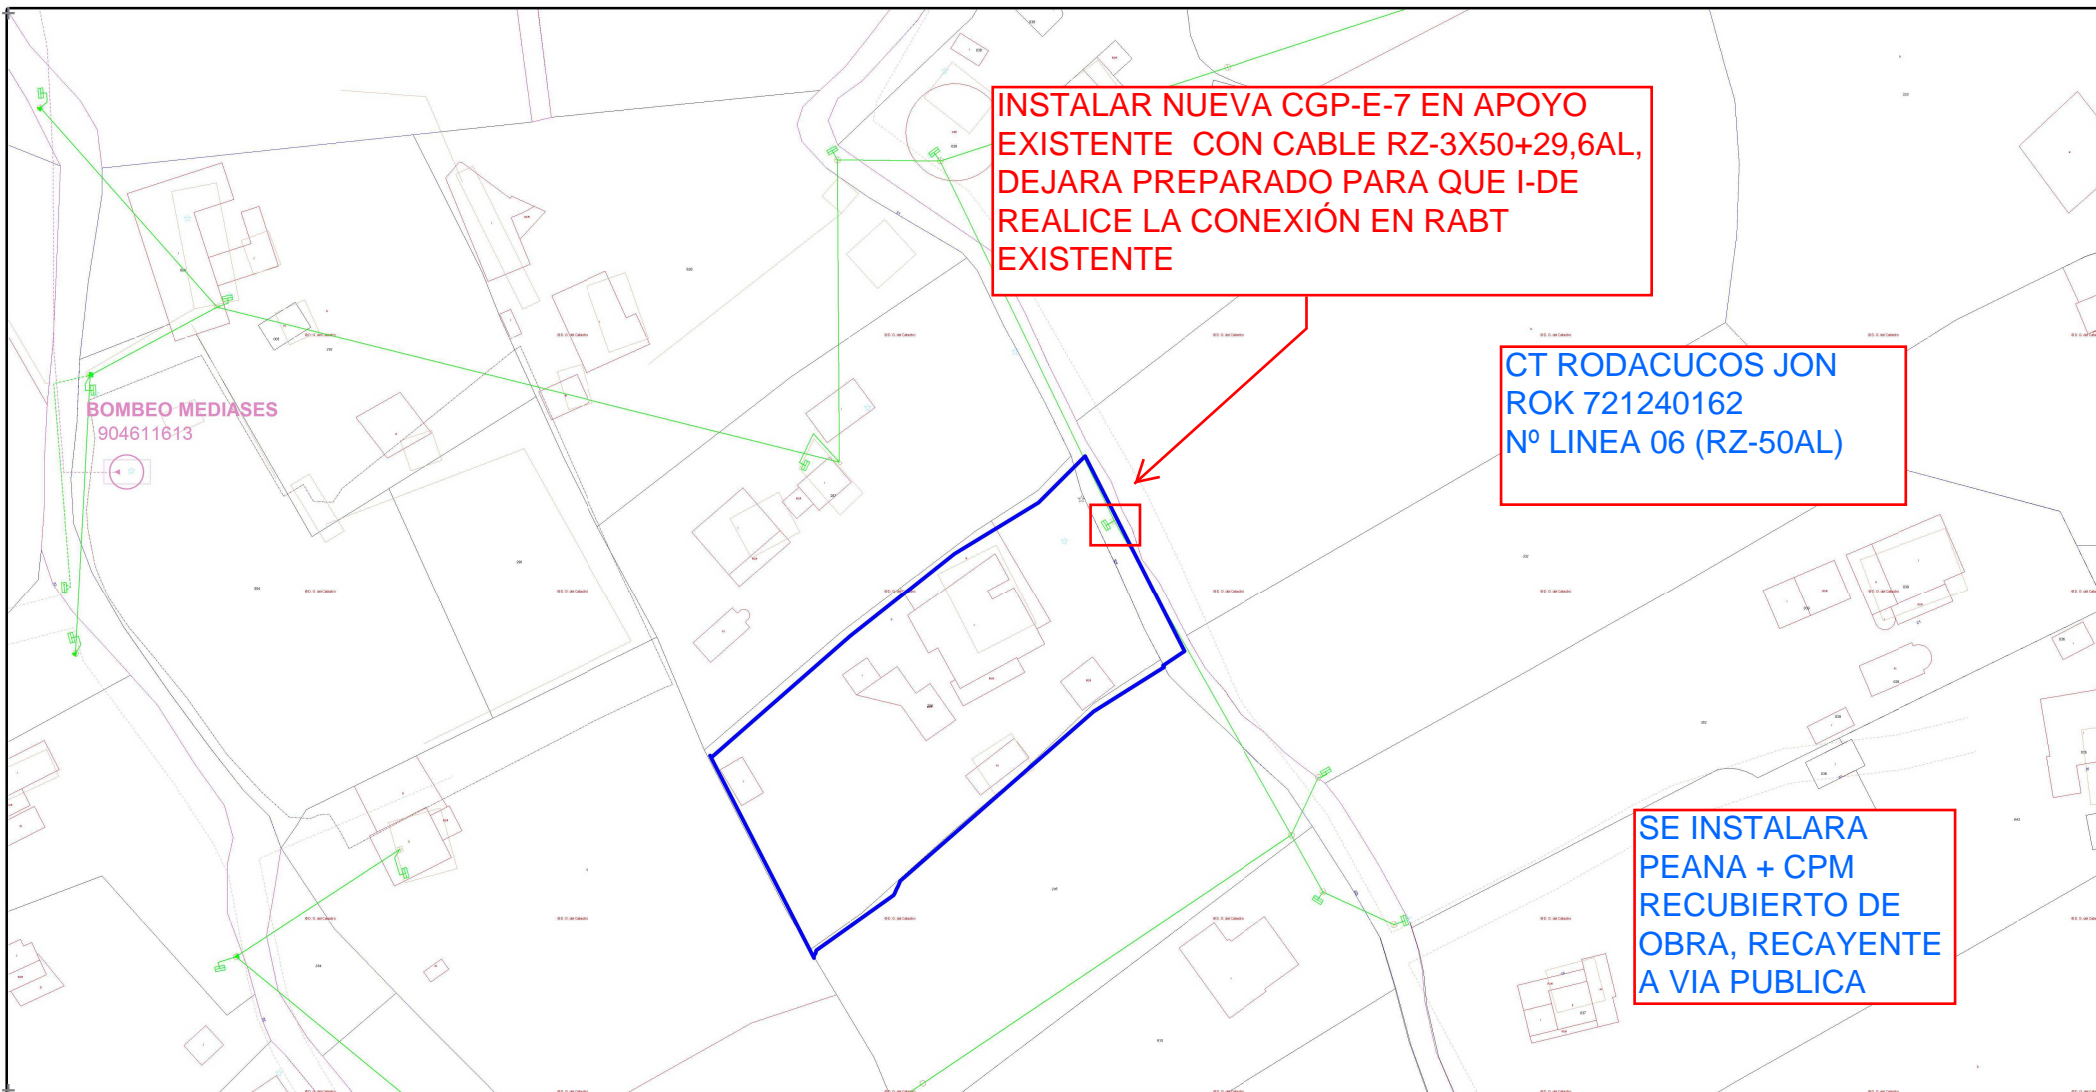 INSTALAR NUEVA CGP-E-7 EN APOYO
EXISTENTE CON CABLE RZ-3X50+29,6AL,
DEJARA PREPARADO PARA QUE I-DE
REALICE LA CONEXIÓN EN RABT
EXISTENTE
CT RODACUCOS JON
ROK 721240162
Nº LINEA 06 (RZ-50AL)
BOMBEO MEDIASES
904611613
SE INSTALARA
PEANA + CPM
RECUBIERTO DE
OBRA, RECAYENTE
A VIA PUBLICA